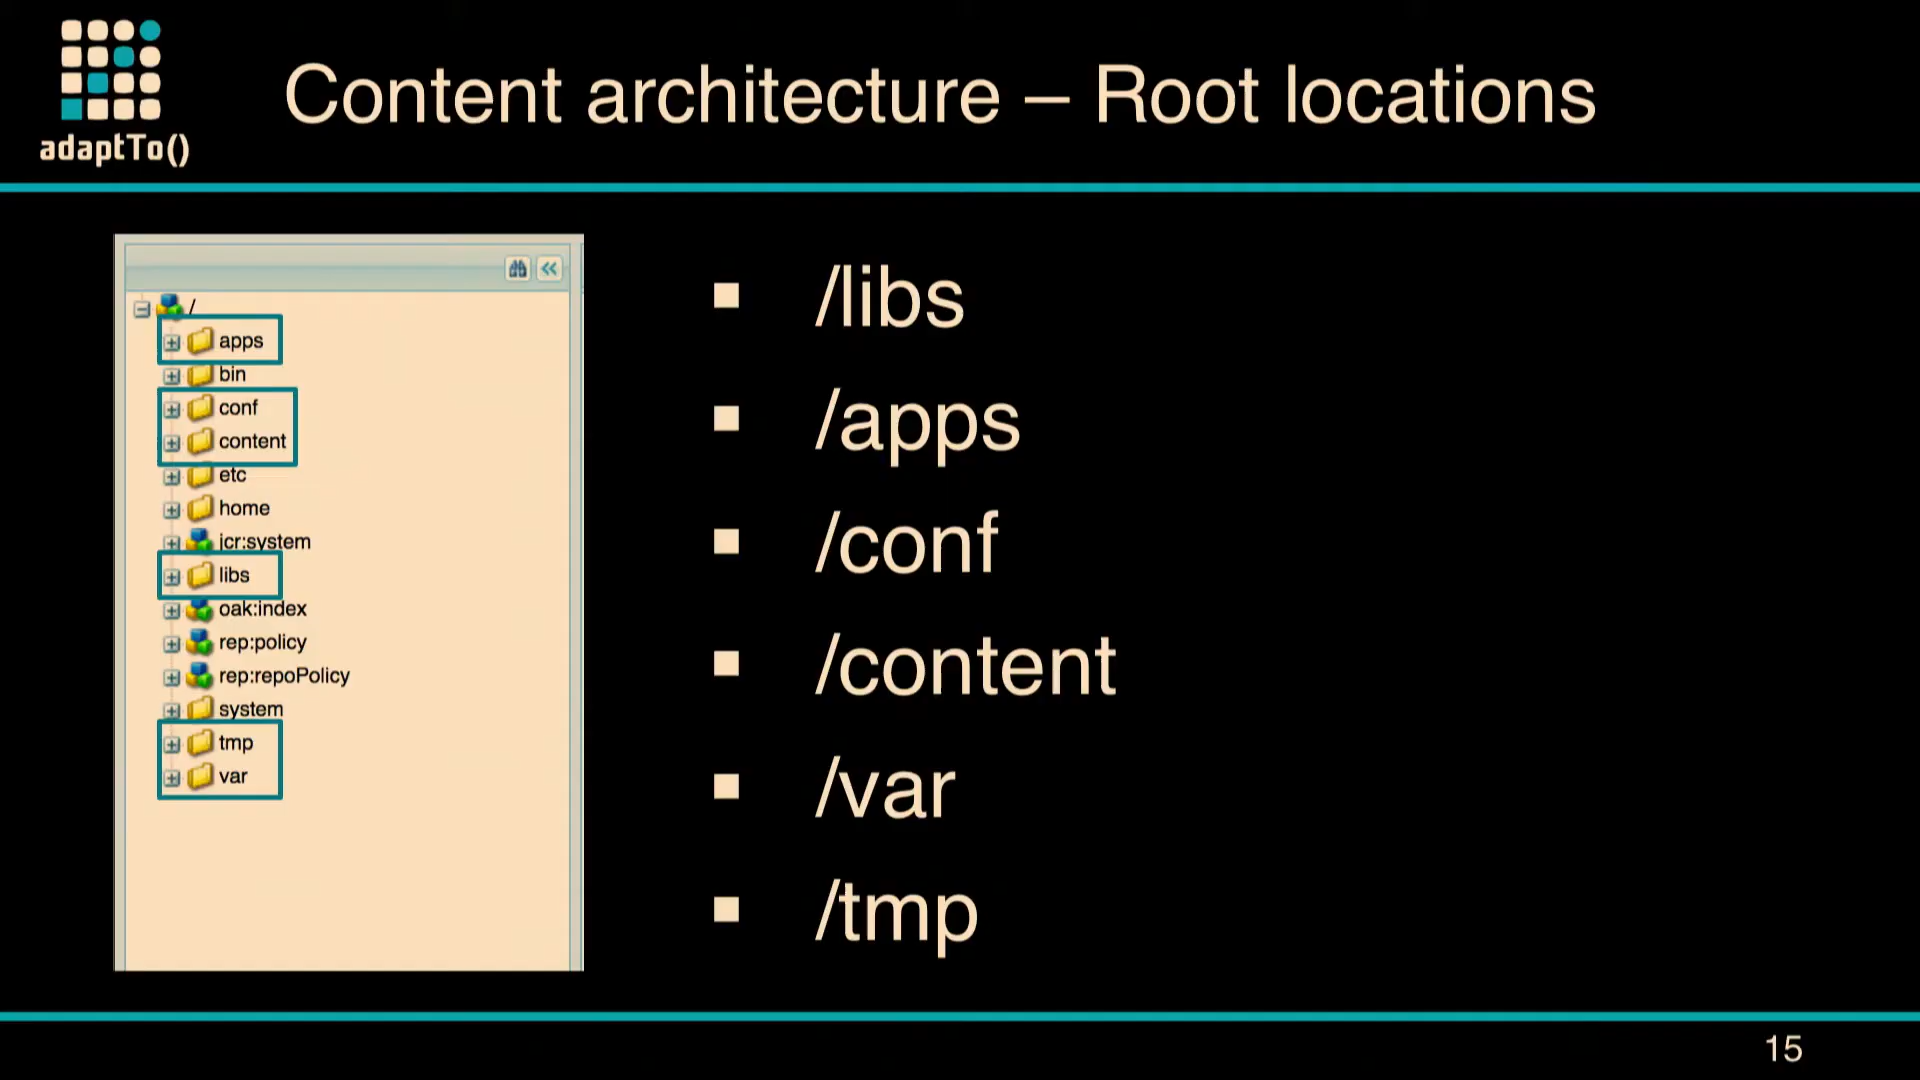 adaptTo()
Content architecture – Root locations
/
apps
bin
conf
content
etc
home
jcr:system
libs
oak:index
rep:policy
rep:repoPolicy
system
tmp
var
/libs
/apps
/conf
/content
/var
/tmp
15